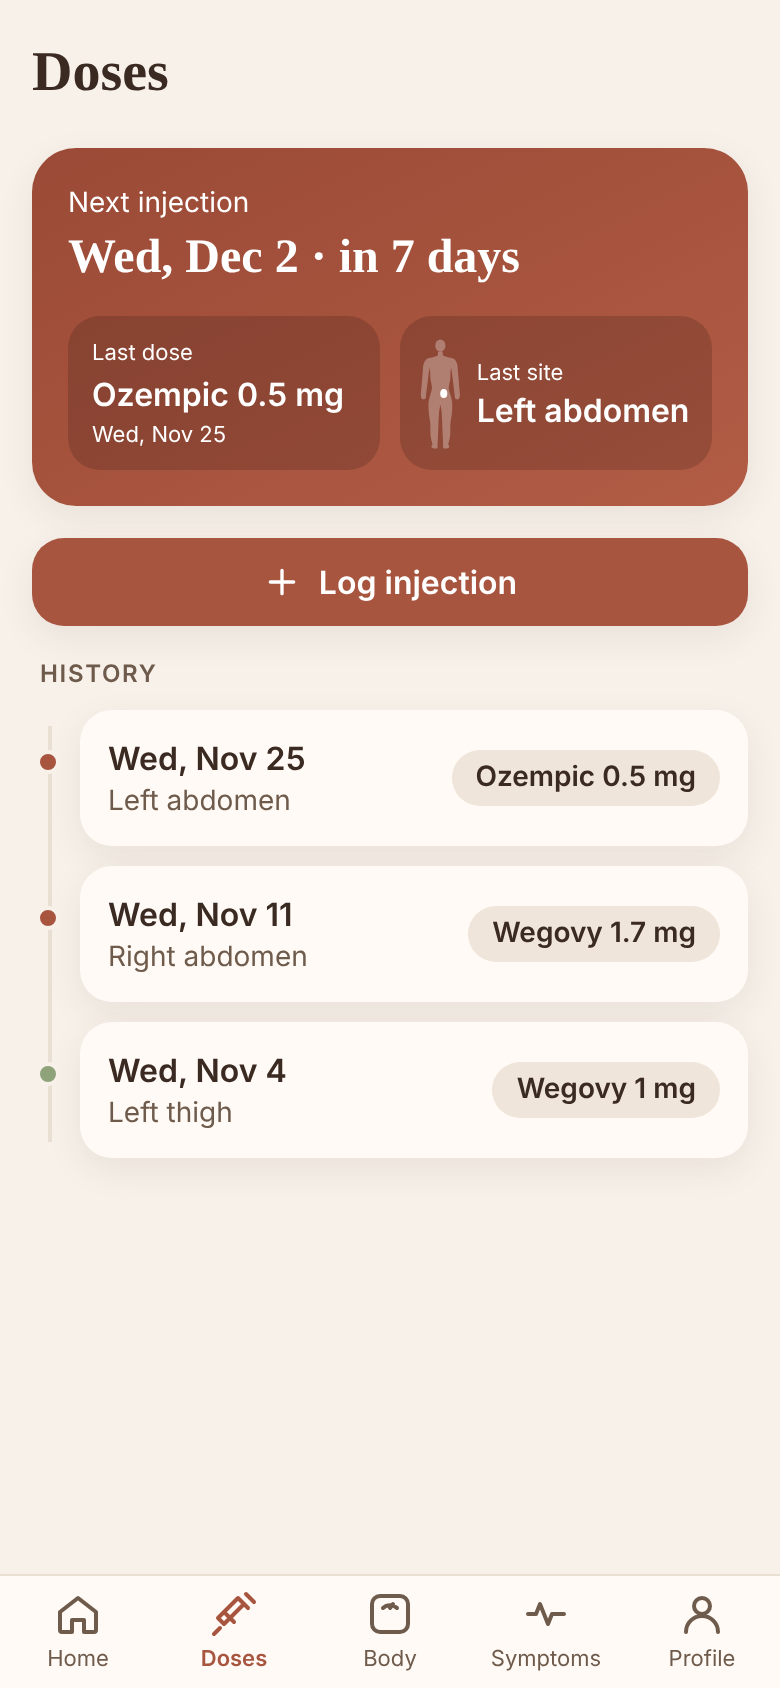 Doses
Next injection
Wed, Dec 2 · in 7 days
Last dose
Ozempic 0.5 mg
Wed, Nov 25
Last site
Left abdomen
Log injection
HISTORY
Wed, Nov 25
Left abdomen
Ozempic 0.5 mg
Wed, Nov 11
Right abdomen
Wegovy 1.7 mg
Wed, Nov 4
Left thigh
Wegovy 1 mg
Home
Doses
Body
Symptoms
Profile